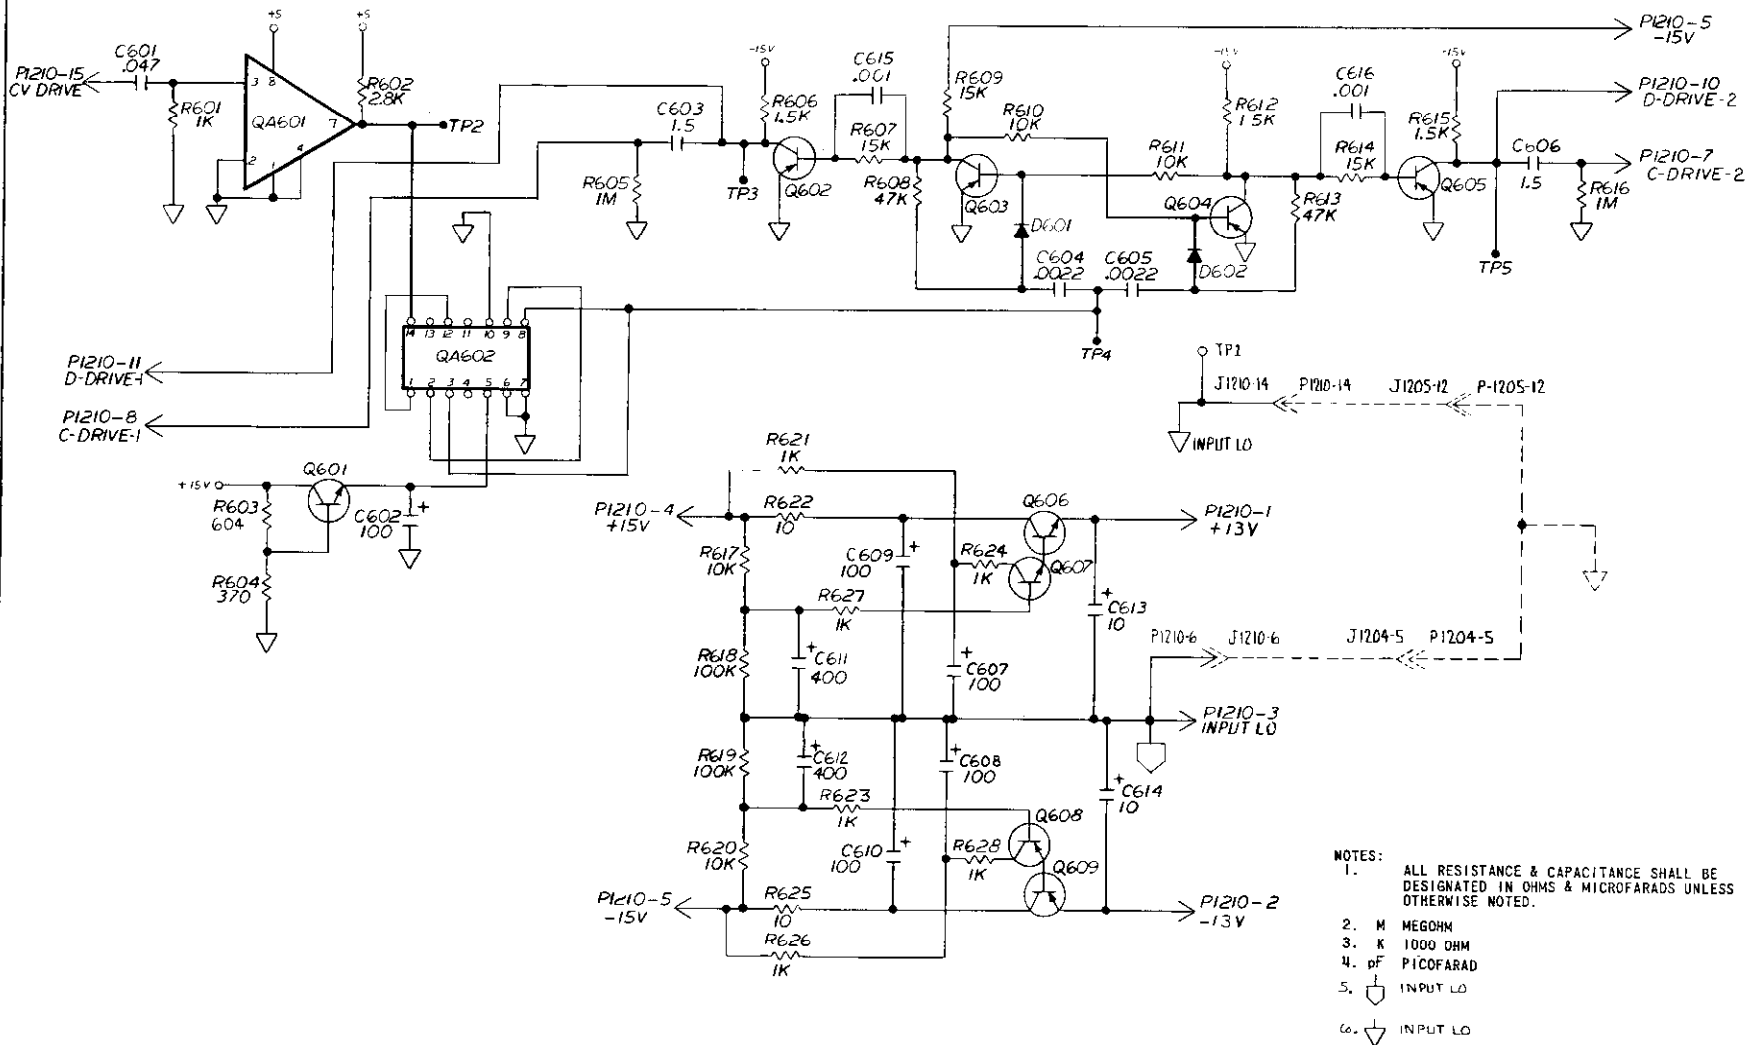 P1210-15
CV DRIVE
C601
.047
R601
1K
+5
3
8
QA601
7
2
1
4
+5
R602
2.8K
TP2
C603
1.5
R605
1M
-15V
R606
1.5K
TP3
Q602
C615
.001
R607
15K
R608
47K
R609
15K
R610
10K
Q603
D601
C604
.0022
C605
.0022
TP4
R611
10K
Q604
D602
-15V
R612
1.5K
R613
47K
C616
.001
R614
15K
-15V
R615
1.5K
Q605
TP5
C606
1.5
R616
1M
P1210-5
-15V
P1210-10
D-DRIVE-2
P1210-7
C-DRIVE-2
14 13 12 11 10 9 8
QA602
1 2 3 4 5 6 7
P1210-11
D-DRIVE-1
P1210-8
C-DRIVE-1
+15V
Q601
R603
604
R604
370
C602
100
+
TP1
J1210-14 P1210-14 J1205-12 P-1205-12
INPUT LO
P1210-6 J1210-6 J1204-5 P1204-5
R621
1K
P1210-4
+15V
R622
10
Q606
P1210-1
+13V
R617
10K
C609
100
+
R624
1K
Q607
R627
1K
C613
10
+
R618
100K
C611
400
+
C607
100
+
P1210-3
INPUT LO
R619
100K
C612
400
+
C608
100
+
C614
10
+
R623
1K
Q608
R620
10K
C610
100
+
R628
1K
Q609
P1210-5
-15V
R625
10
P1210-2
-13V
R626
1K
NOTES:
1. ALL RESISTANCE & CAPACITANCE SHALL BE
DESIGNATED IN OHMS & MICROFARADS UNLESS
OTHERWISE NOTED.
2. M MEGOHM
3. K 1000 OHM
4. pF PICOFARAD
5. INPUT LO
6. INPUT LO